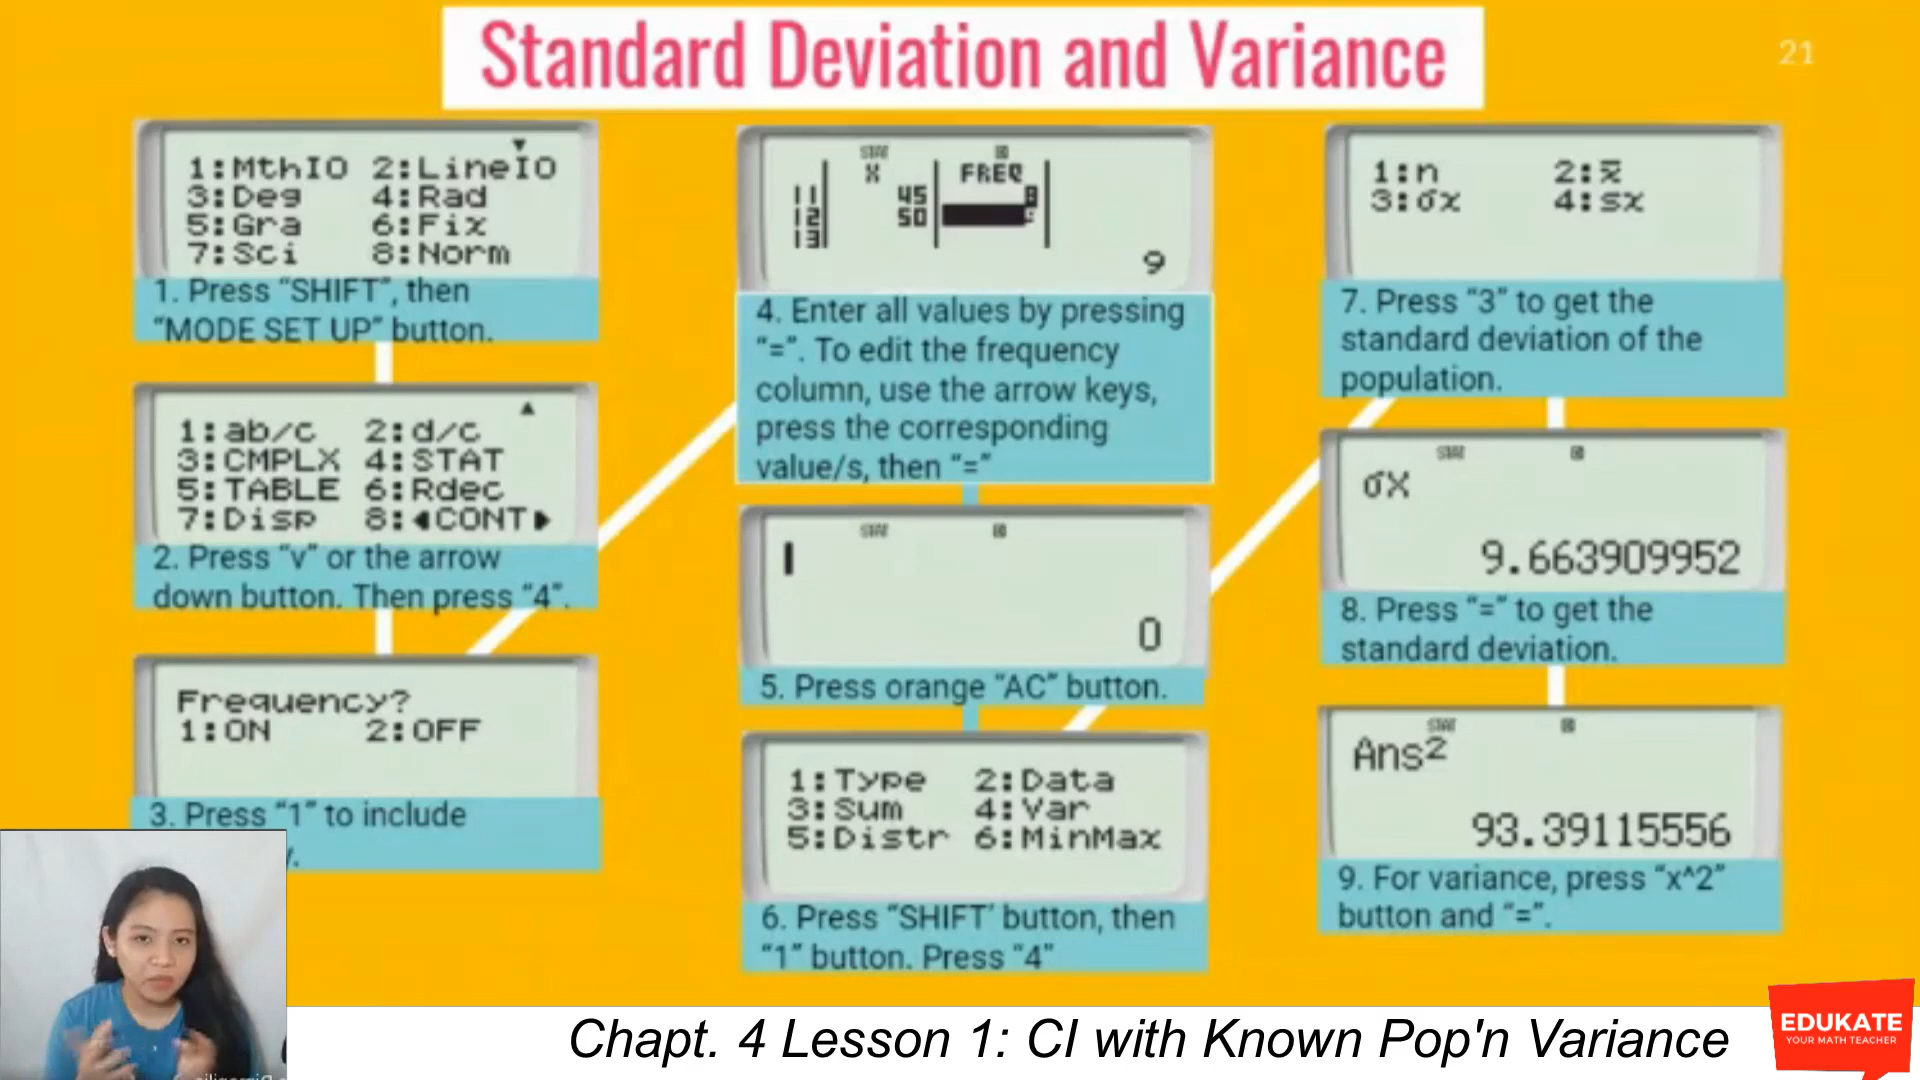 Standard Deviation and Variance
21
1:MthIO 2:LineIO
3:Deg 4:Rad
5:Gra 6:Fix
7:Sci 8:Norm
1. Press “SHIFT”, then
“MODE SET UP” button.
1:ab/c 2:d/c
3:CMPLX 4:STAT
5:TABLE 6:Rdec
7:Disp 8:◀CONT▶
2. Press “v” or the arrow
down button. Then press “4”.
Frequency?
1:ON 2:OFF
3. Press “1” to include
STAT D
X FREQ
11 45 8
12 50
13
9
4. Enter all values by pressing
“=”. To edit the frequency
column, use the arrow keys,
press the corresponding
value/s, then “=”
STAT D
0
5. Press orange “AC” button.
1:Type 2:Data
3:Sum 4:Var
5:Distr 6:MinMax
6. Press “SHIFT’ button, then
“1” button. Press “4”
1:n 2:x̄
3:σx 4:sx
7. Press “3” to get the
standard deviation of the
population.
STAT D
σx
9.663909952
8. Press “=” to get the
standard deviation.
STAT D
Ans²
93.39115556
9. For variance, press “x^2”
button and “=”.
Chapt. 4 Lesson 1: CI with Known Pop'n Variance
EDUKATE
YOUR MATH TEACHER